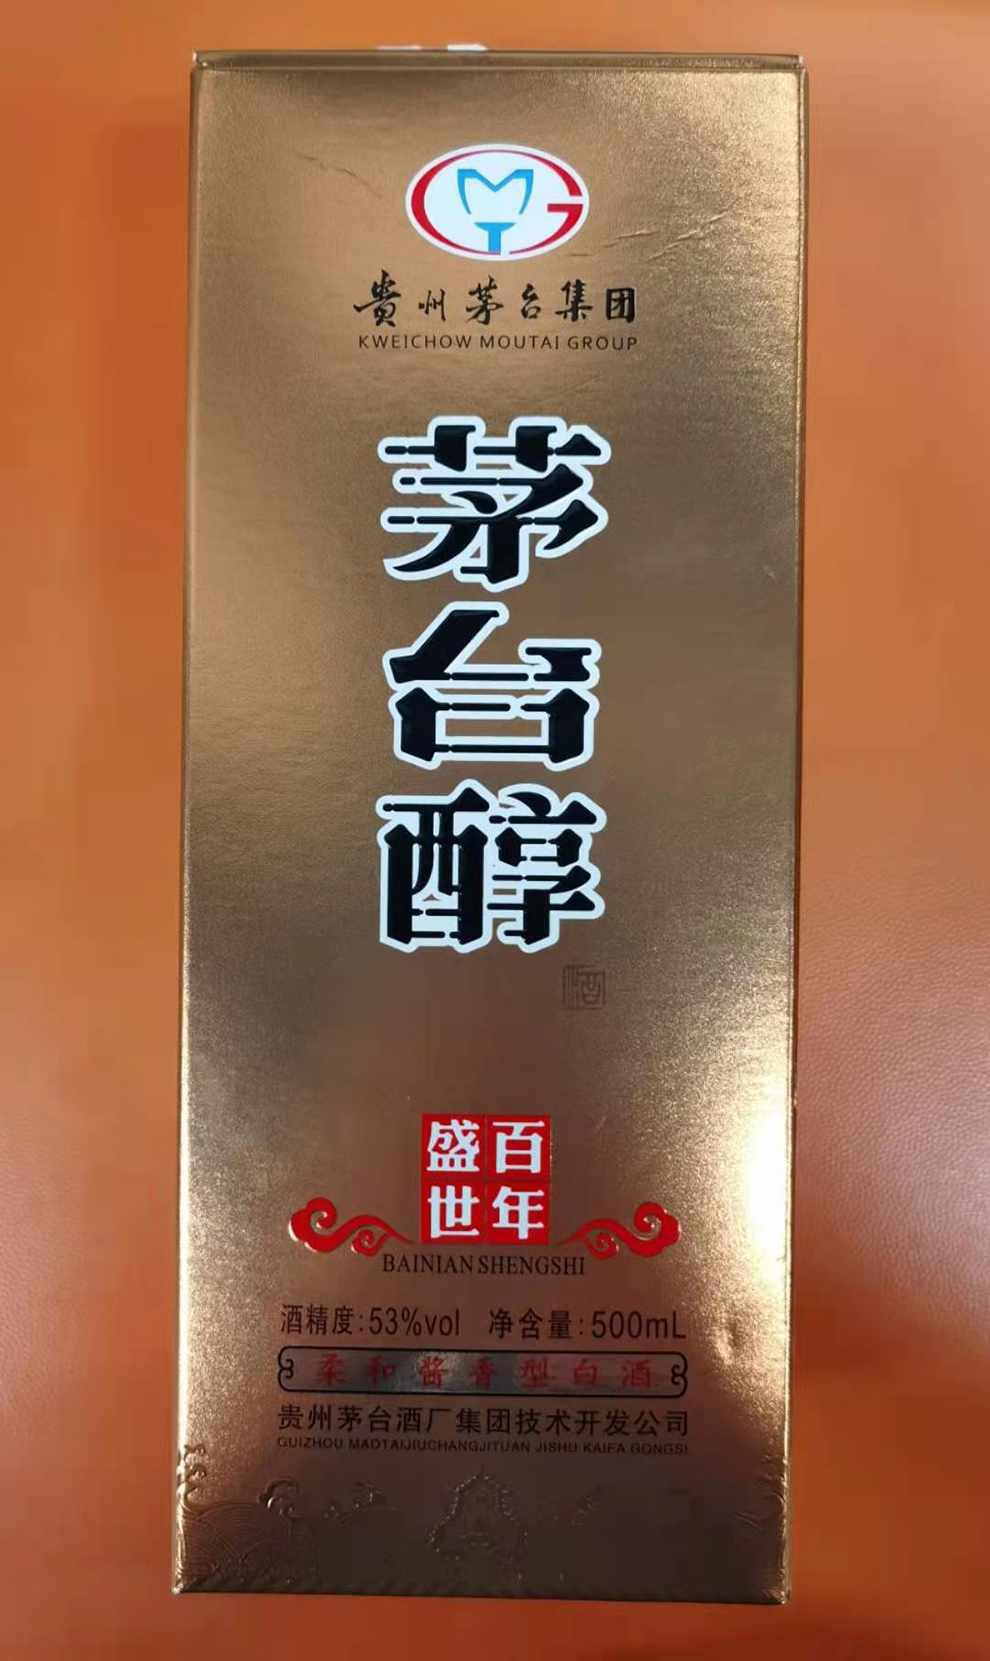 贵州茅台集团
KWEICHOW MOUTAI GROUP
茅台醇
酒
百年
盛世
BAINIAN SHENGSHI
酒精度:53%vol 净含量:500mL
柔和酱香型白酒
贵州茅台酒厂集团技术开发公司
GUIZHOU MAOTAIJIUCHANGJITUAN JISHU KAIFA GONGSI